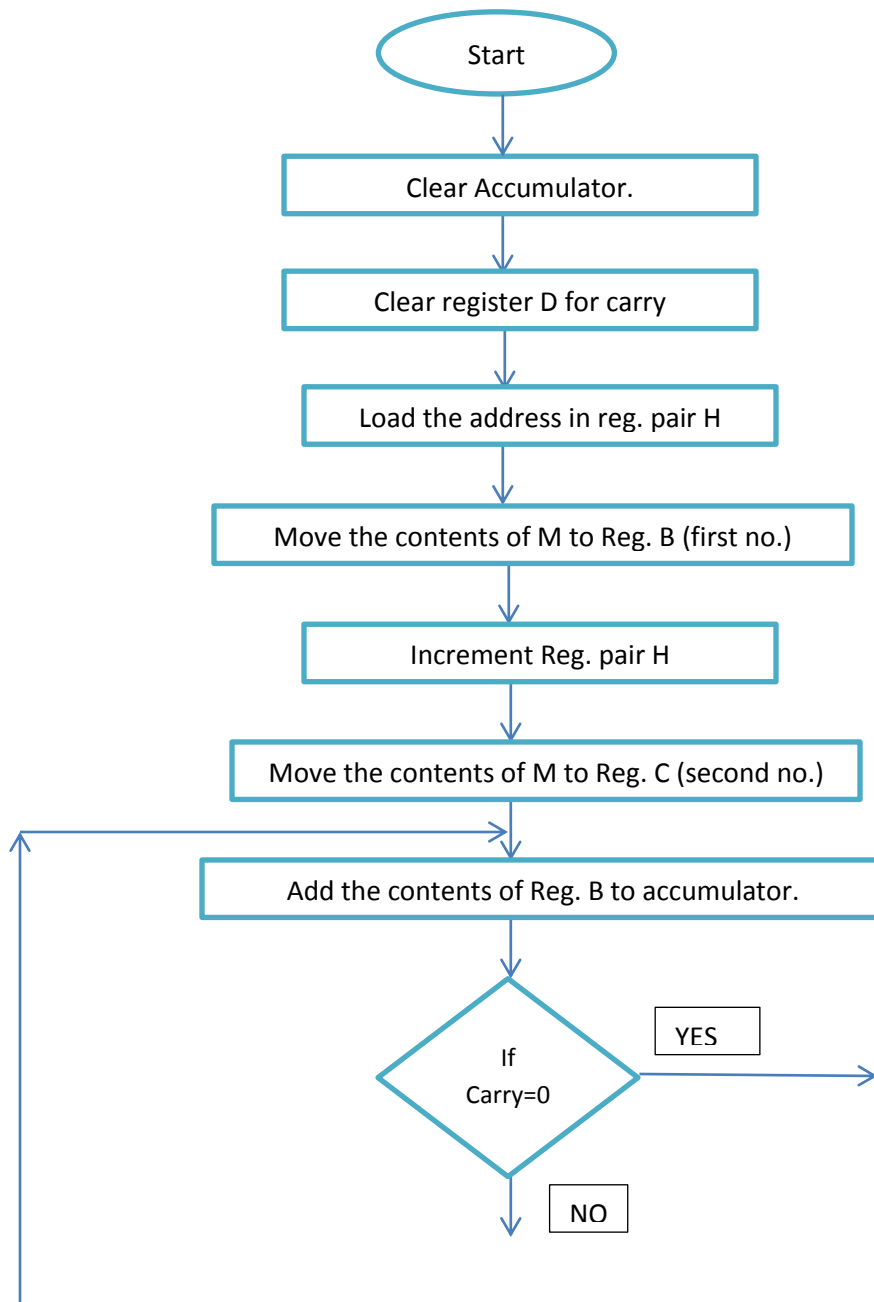 Start
Clear Accumulator.
Clear register D for carry
Load the address in reg. pair H
Move the contents of M to Reg. B (first no.)
Increment Reg. pair H
Move the contents of M to Reg. C (second no.)
Add the contents of Reg. B to accumulator.
If
Carry=0
YES
NO